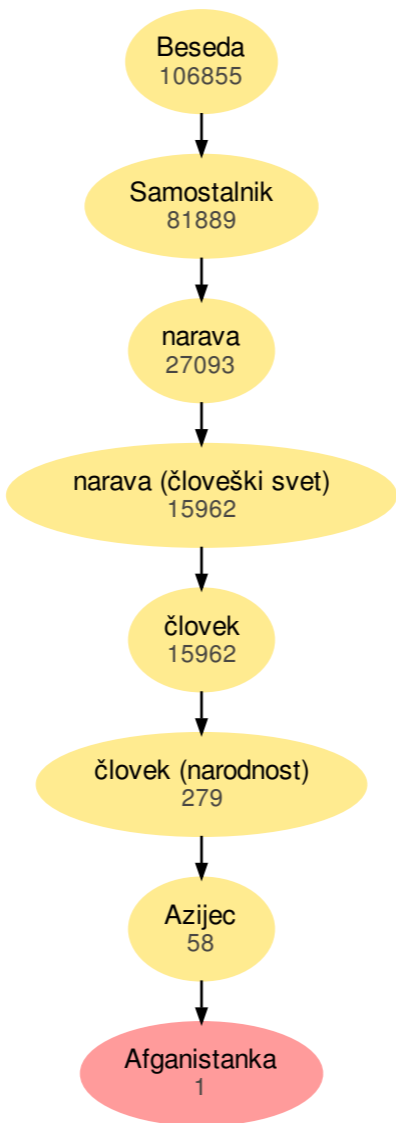 Beseda
106855
Samostalnik
81889
narava
27093
narava (človeški svet)
15962
človek
15962
človek (narodnost)
279
Azijec
58
Afganistanka
1